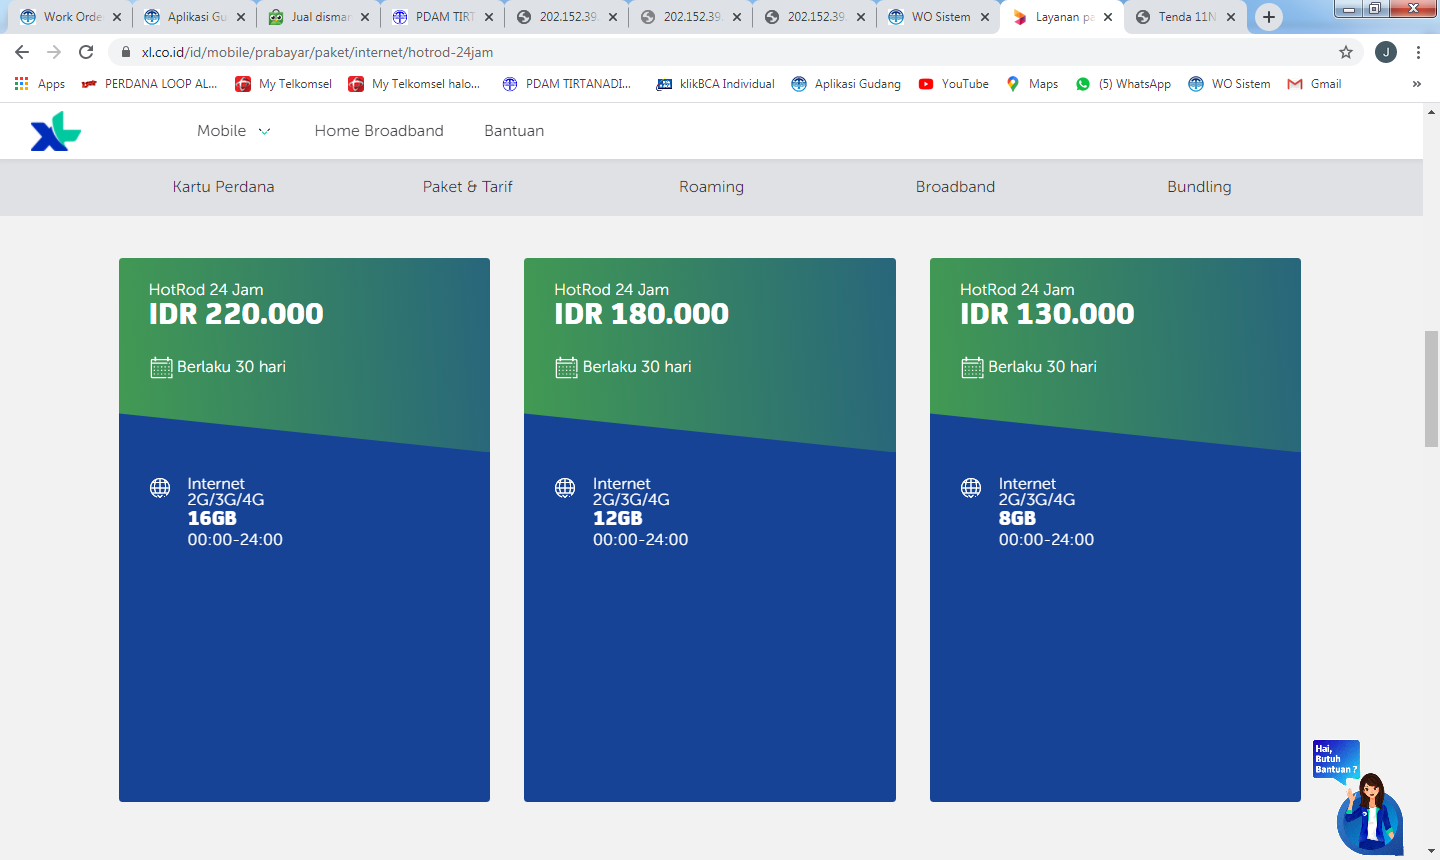 Work Orde
Aplikasi Gu
Jual disman
PDAM TIRT
202.152.39.
202.152.39.
202.152.39.
WO Sistem
Layanan pa
Tenda 11N
xl.co.id/id/mobile/prabayar/paket/internet/hotrod-24jam
J
Apps
PERDANA LOOP AL...
My Telkomsel
My Telkomsel halo...
PDAM TIRTANADI...
klikBCA Individual
Aplikasi Gudang
YouTube
Maps
(5) WhatsApp
WO Sistem
Gmail
»
XL
Mobile
Home Broadband
Bantuan
Kartu Perdana
Paket & Tarif
Roaming
Broadband
Bundling
HotRod 24 Jam
IDR 220.000
Berlaku 30 hari
Internet
2G/3G/4G
16GB
00:00-24:00
HotRod 24 Jam
IDR 180.000
Berlaku 30 hari
Internet
2G/3G/4G
12GB
00:00-24:00
HotRod 24 Jam
IDR 130.000
Berlaku 30 hari
Internet
2G/3G/4G
8GB
00:00-24:00
Hai,
Butuh
Bantuan ?